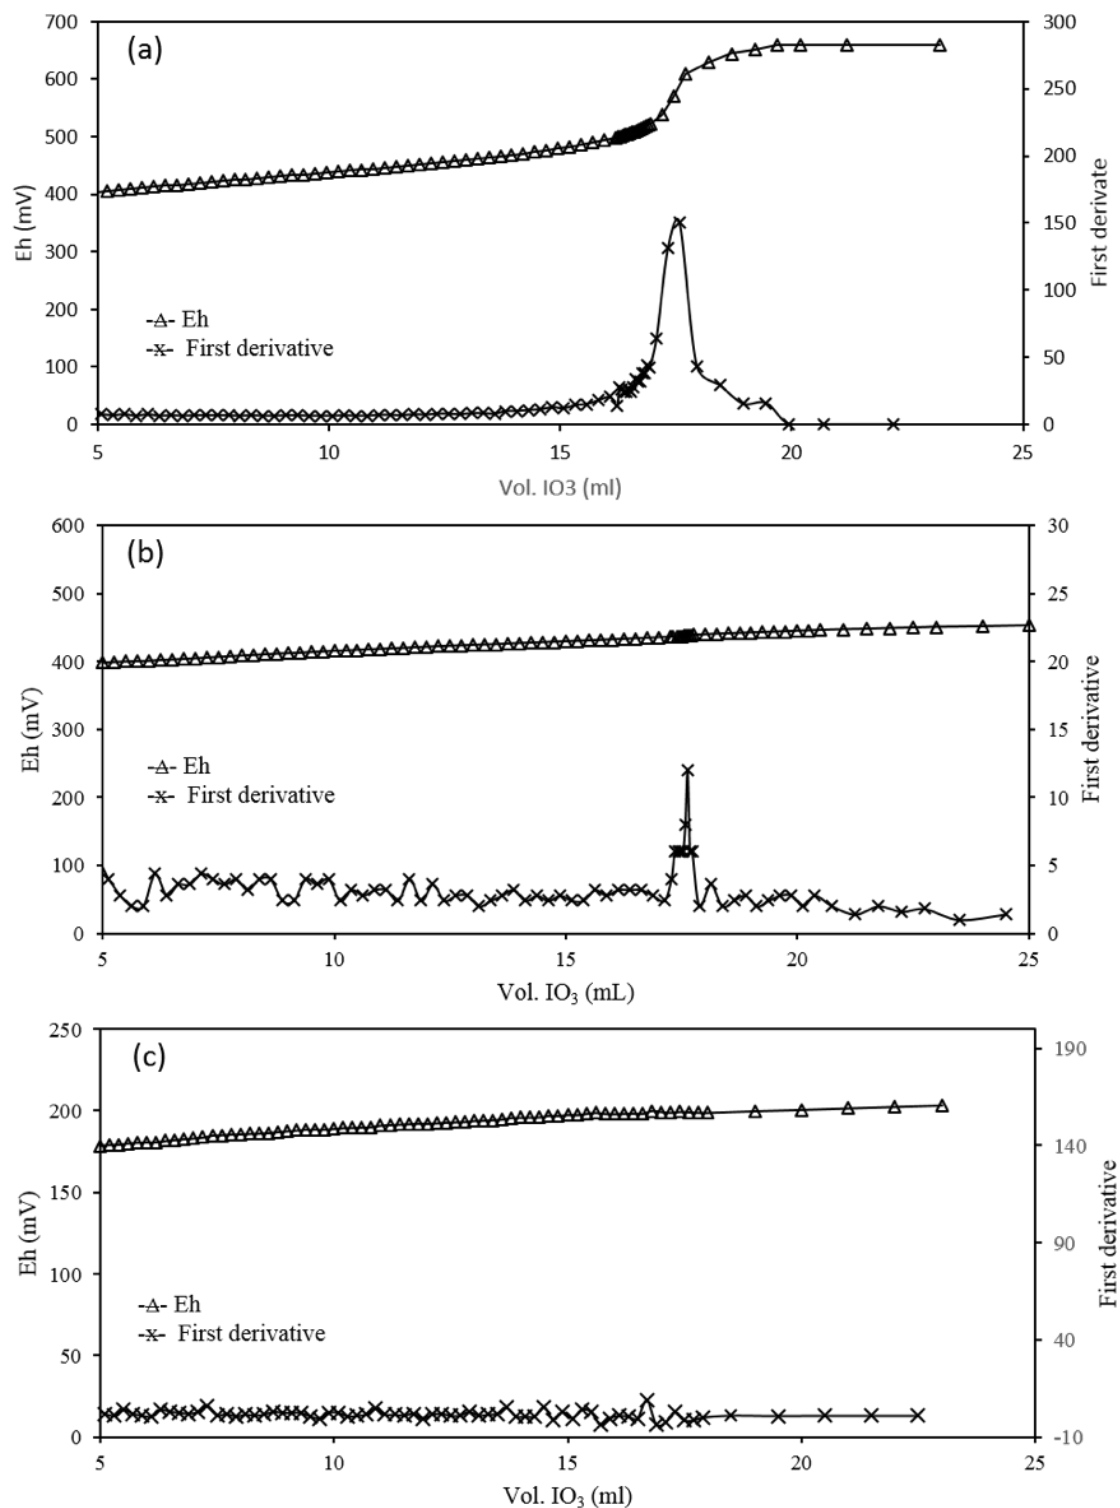 (a)
700
600
500
400
300
200
100
0
Eh (mV)
300
250
200
150
100
50
0
First derivate
-Δ- Eh
-x- First derivative
5 10 15 20 25
Vol. IO3 (ml)
(b)
600
500
400
300
200
100
0
Eh (mV)
30
25
20
15
10
5
0
First derivative
-Δ- Eh
-x- First derivative
5 10 15 20 25
Vol. IO₃ (mL)
(c)
250
200
150
100
50
0
Eh (mV)
190
140
90
40
-10
First derivative
-Δ- Eh
-x- First derivative
5 10 15 20 25
Vol. IO₃ (ml)